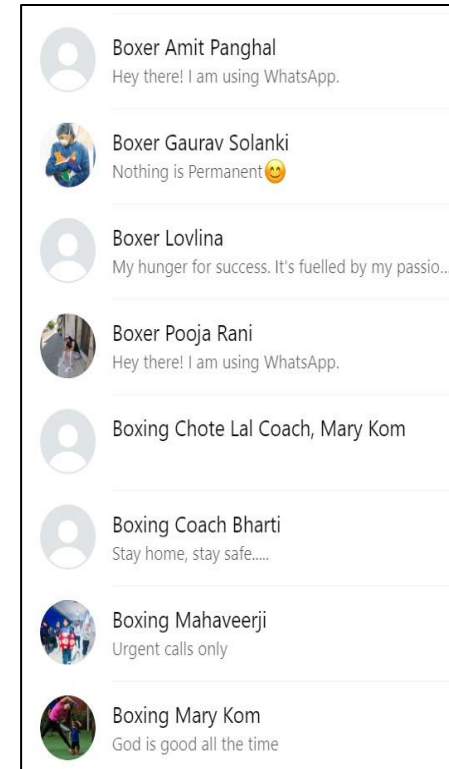 Boxer Amit Panghal
Hey there! I am using WhatsApp.
Boxer Gaurav Solanki
Nothing is Permanent😊
Boxer Lovlina
My hunger for success. It's fuelled by my passio...
Boxer Pooja Rani
Hey there! I am using WhatsApp.
Boxing Chote Lal Coach, Mary Kom
Boxing Coach Bharti
Stay home, stay safe.....
Boxing Mahaveerji
Urgent calls only
Boxing Mary Kom
God is good all the time